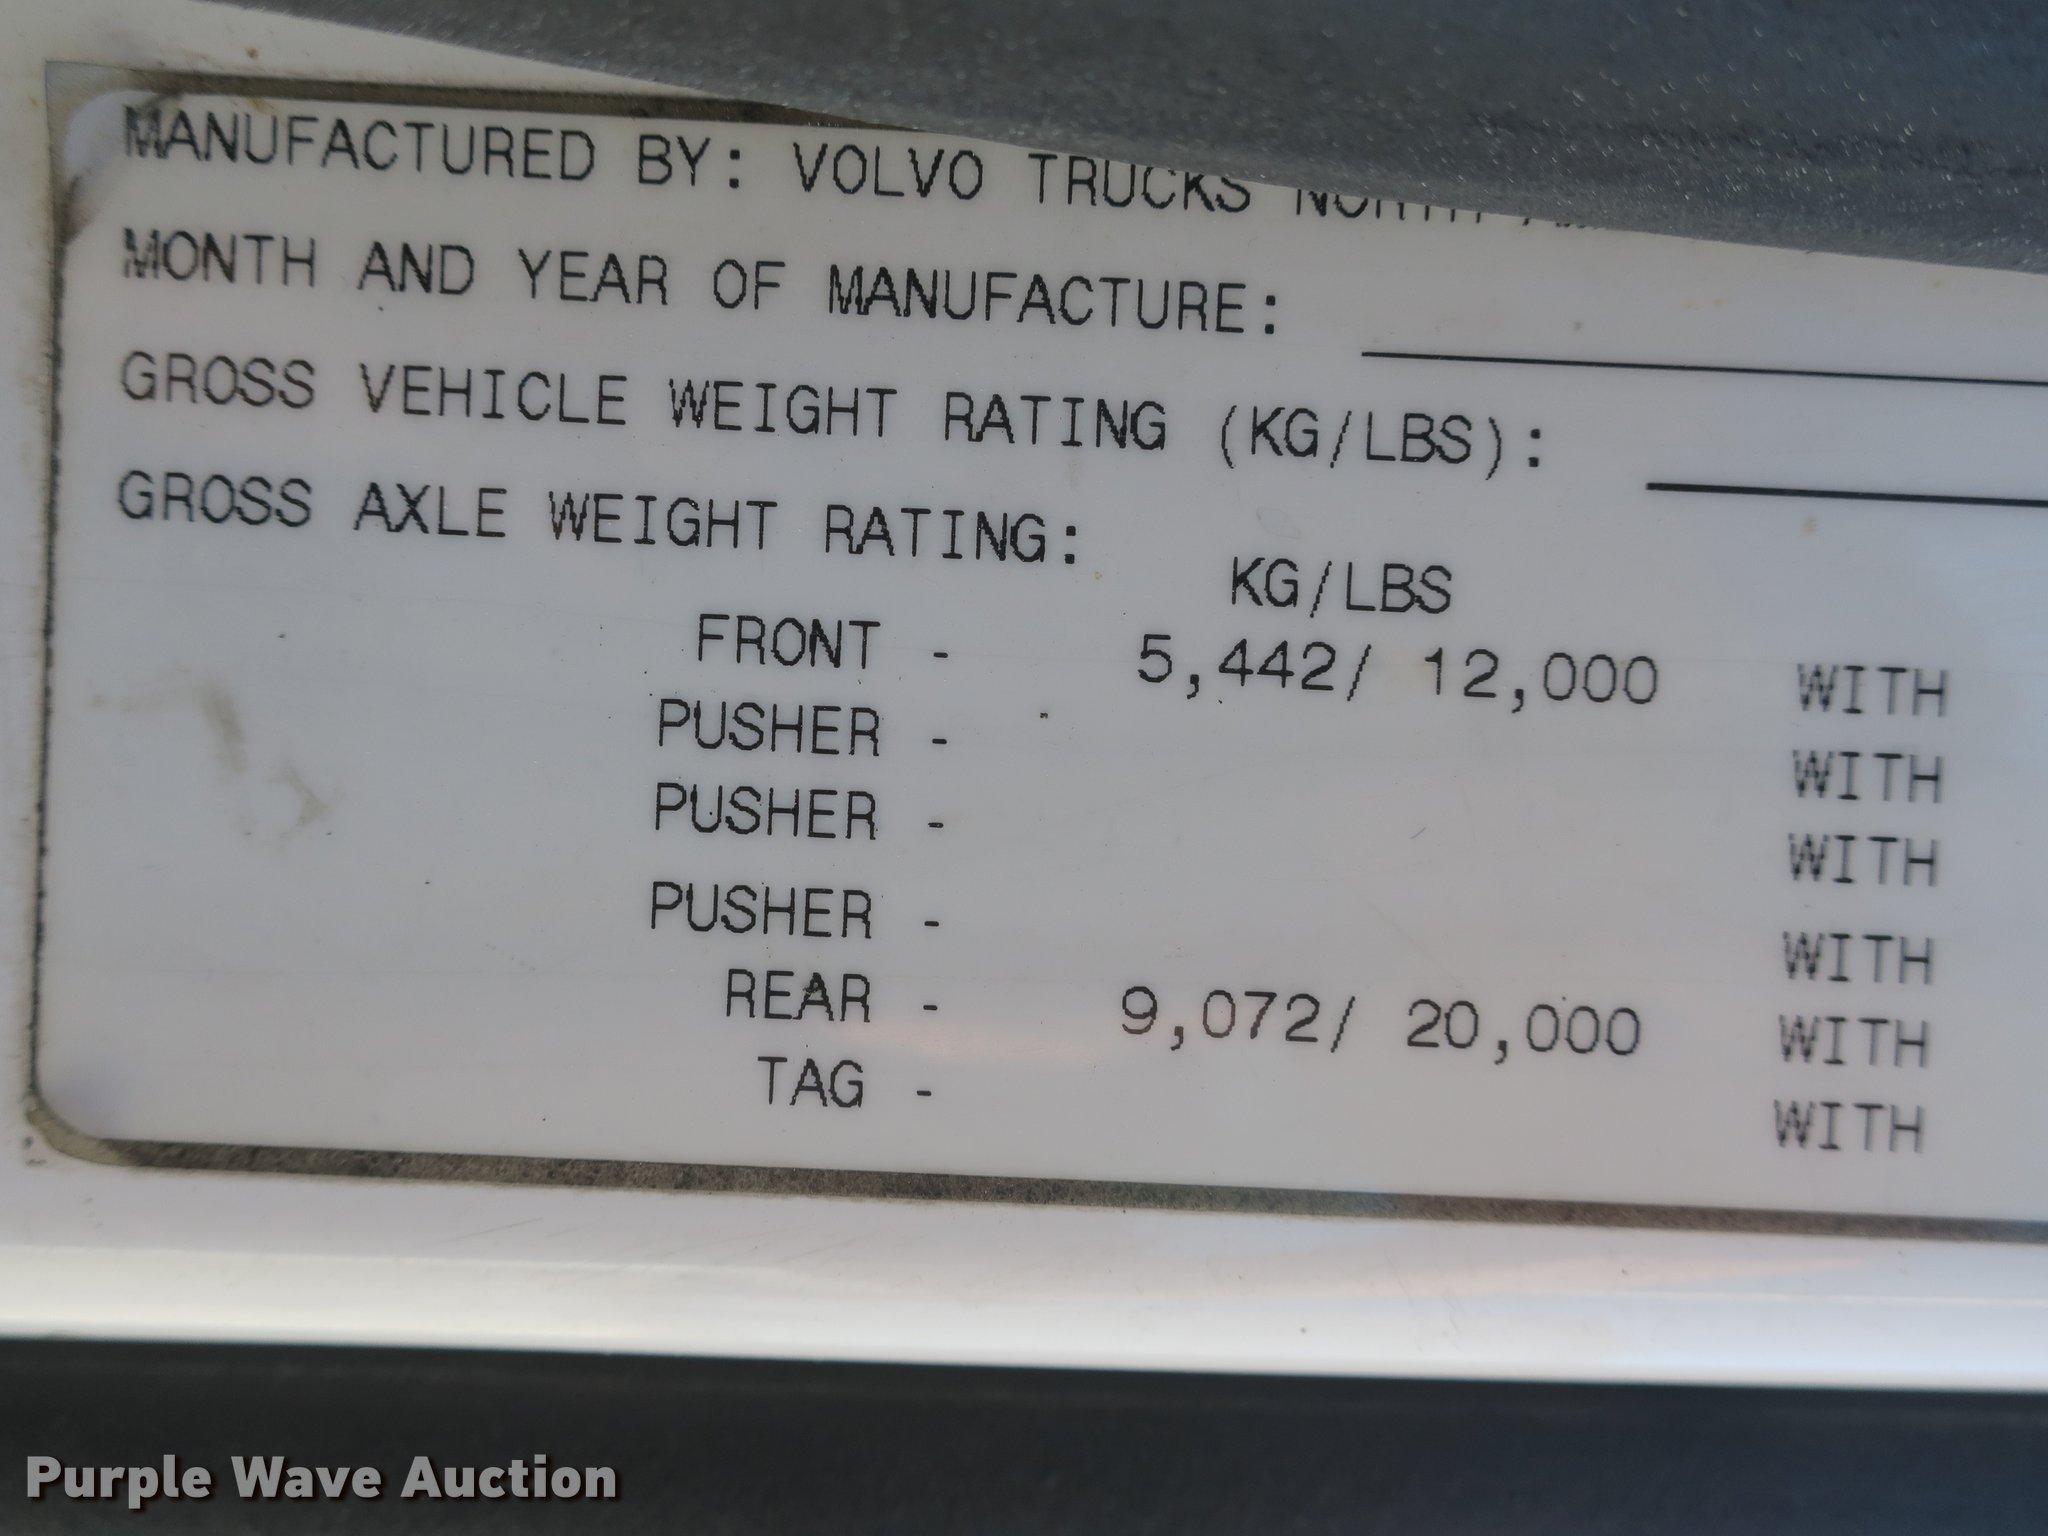 MANUFACTURED BY: VOLVO TRUCKS NORTH
MONTH AND YEAR OF MANUFACTURE:
GROSS VEHICLE WEIGHT RATING (KG/LBS):
GROSS AXLE WEIGHT RATING:
KG/LBS
FRONT - 5,442/ 12,000 WITH
PUSHER - WITH
PUSHER - WITH
PUSHER - WITH
REAR - 9,072/ 20,000 WITH
TAG - WITH
Purple Wave Auction